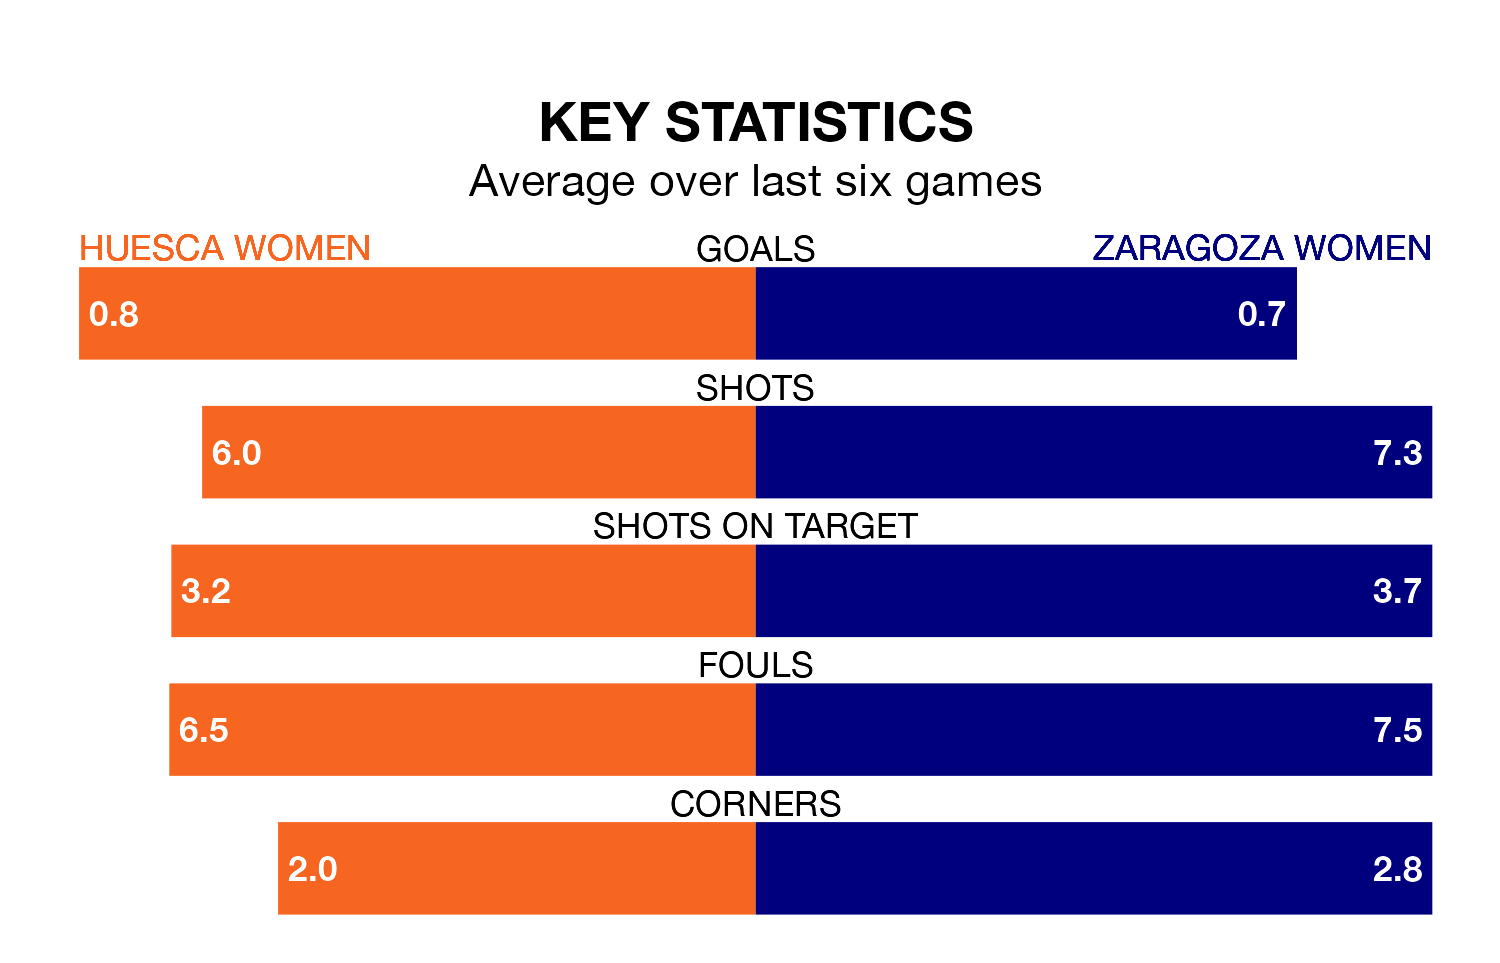 KEY STATISTICS
Average over last six games
HUESCA WOMEN GOALS ZARAGOZA WOMEN
0.8 0.7
SHOTS
6.0 7.3
SHOTS ON TARGET
3.2 3.7
FOULS
6.5 7.5
CORNERS
2.0 2.8